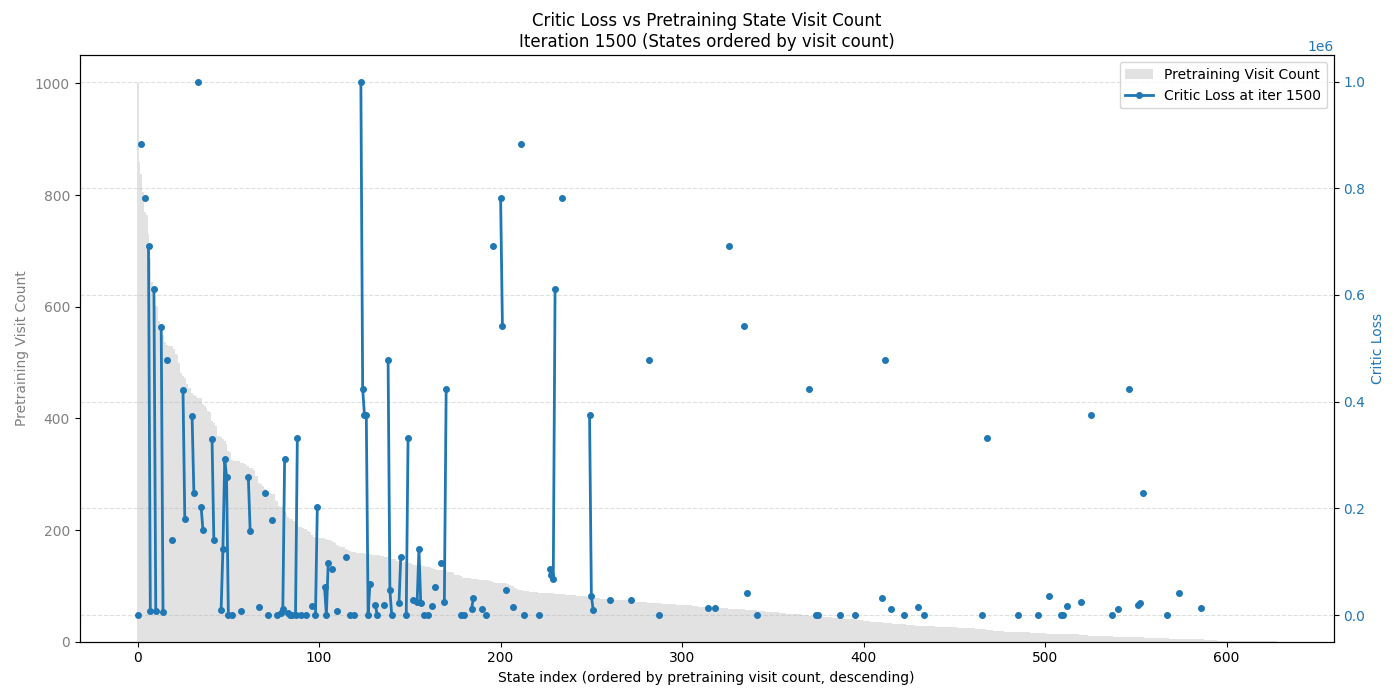 Critic Loss vs Pretraining State Visit Count
Iteration 1500 (States ordered by visit count)
1e6
Pretraining Visit Count
Critic Loss at iter 1500
1000
800
600
400
200
0
Pretraining Visit Count
1.0
0.8
0.6
0.4
0.2
0.0
Critic Loss
0 100 200 300 400 500 600
State index (ordered by pretraining visit count, descending)